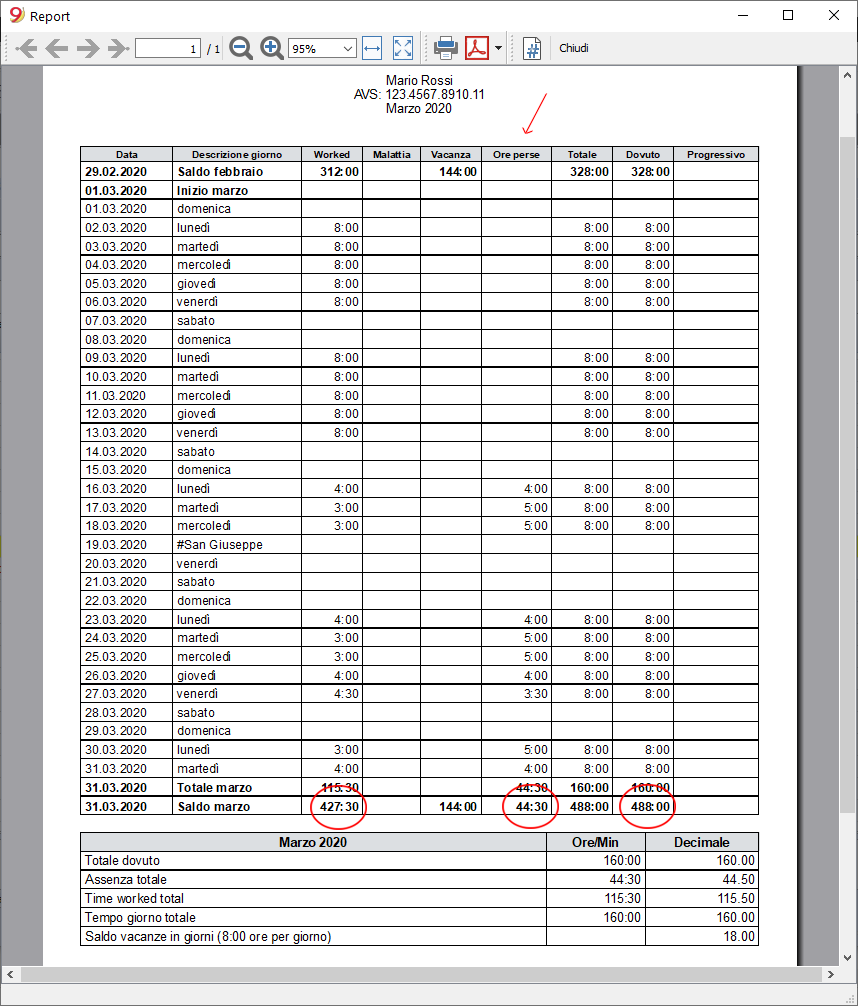 Report
1 / 1 95% Chiudi
Mario Rossi
AVS: 123.4567.8910.11
Marzo 2020
Data Descrizione giorno Worked Malattia Vacanza Ore perse Totale Dovuto Progressivo
29.02.2020 Saldo febbraio 312:00 144:00 328:00 328:00
01.03.2020 Inizio marzo
01.03.2020 domenica
02.03.2020 lunedì 8:00 8:00 8:00
03.03.2020 martedì 8:00 8:00 8:00
04.03.2020 mercoledì 8:00 8:00 8:00
05.03.2020 giovedì 8:00 8:00 8:00
06.03.2020 venerdì 8:00 8:00 8:00
07.03.2020 sabato
08.03.2020 domenica
09.03.2020 lunedì 8:00 8:00 8:00
10.03.2020 martedì 8:00 8:00 8:00
11.03.2020 mercoledì 8:00 8:00 8:00
12.03.2020 giovedì 8:00 8:00 8:00
13.03.2020 venerdì 8:00 8:00 8:00
14.03.2020 sabato
15.03.2020 domenica
16.03.2020 lunedì 4:00 4:00 8:00 8:00
17.03.2020 martedì 3:00 5:00 8:00 8:00
18.03.2020 mercoledì 3:00 5:00 8:00 8:00
19.03.2020 #San Giuseppe
20.03.2020 venerdì
21.03.2020 sabato
22.03.2020 domenica
23.03.2020 lunedì 4:00 4:00 8:00 8:00
24.03.2020 martedì 3:00 5:00 8:00 8:00
25.03.2020 mercoledì 3:00 5:00 8:00 8:00
26.03.2020 giovedì 4:00 4:00 8:00 8:00
27.03.2020 venerdì 4:30 3:30 8:00 8:00
28.03.2020 sabato
29.03.2020 domenica
30.03.2020 lunedì 3:00 5:00 8:00 8:00
31.03.2020 martedì 4:00 4:00 8:00 8:00
31.03.2020 Totale marzo 115:30 44:30 160:00 160:00
31.03.2020 Saldo marzo 427:30 144:00 44:30 488:00 488:00
Marzo 2020 Ore/Min Decimale
Totale dovuto 160:00 160.00
Assenza totale 44:30 44.50
Time worked total 115:30 115.50
Tempo giorno totale 160:00 160.00
Saldo vacanze in giorni (8:00 ore per giorno) 18.00